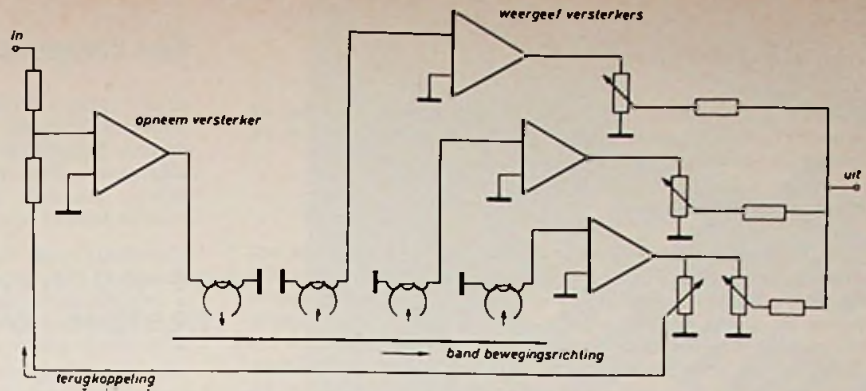 weergeef versterkers
in
opneem versterker
uit
band bewegingsrichting
terugkoppeling